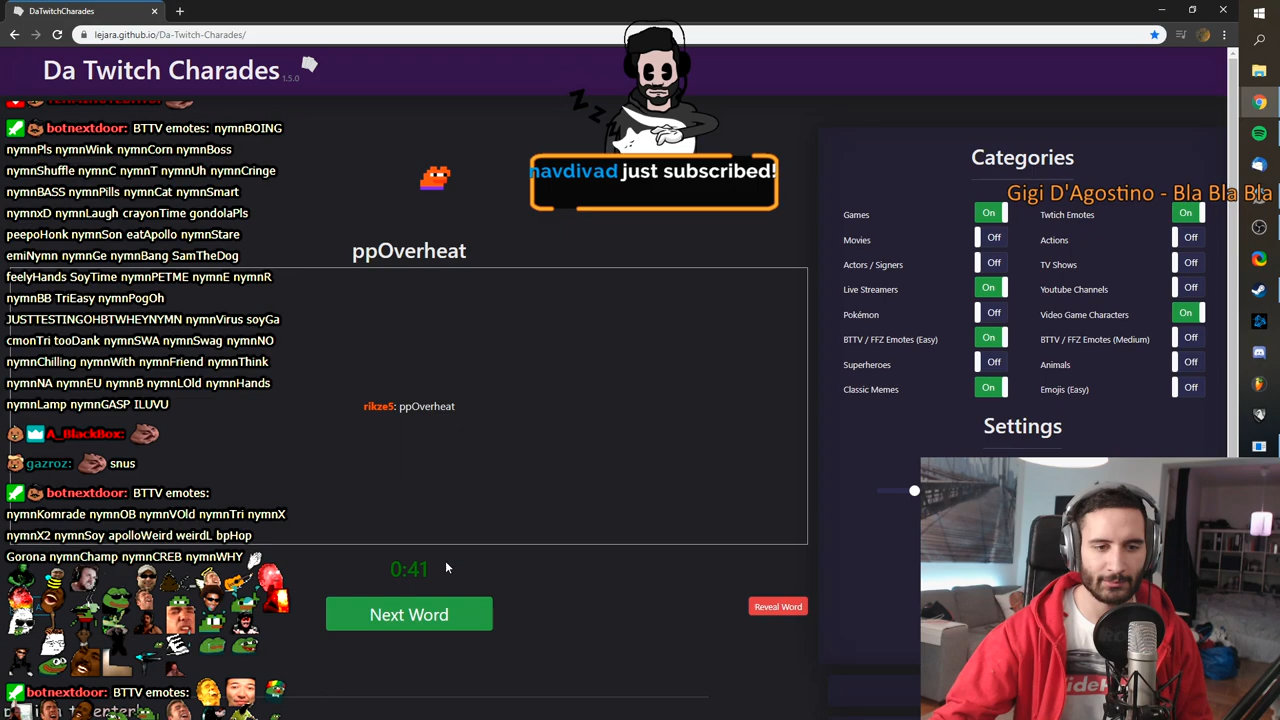 DaTwitchCharades
lejara.github.io/Da-Twitch-Charades/
Da Twitch Charades 1.5.0
botnextdoor: BTTV emotes: nymnBOING
nymnPls nymnWink nymnCorn nymnBoss
nymnShuffle nymnC nymnT nymnUh nymnCringe
nymnBASS nymnPills nymnCat nymnSmart
nymnxD nymnLaugh crayonTime gondolaPls
peepoHonk nymnSon eatApollo nymnStare
emiNymn nymnGe nymnBang SamTheDog
feelyHands SoyTime nymnPETME nymnE nymnR
nymnBB TriEasy nymnPogOh
JUSTTESTINGOHBTWHEYNYMN nymnVirus soyGa
cmonTri tooDank nymnSWA nymnSwag nymnNO
nymnChilling nymnWith nymnFriend nymnThink
nymnNA nymnEU nymnB nymnLOld nymnHands
nymnLamp nymnGASP ILUVU
A_BlackBox:
gazroz: snus
botnextdoor: BTTV emotes:
nymnKomrade nymnOB nymnVOld nymnTri nymnX
nymnX2 nymnSoy apolloWeird weirdL bpHop
Gorona nymnChamp nymnCREB nymnWHY
botnextdoor: BTTV emotes:
Z Z Z
havdivad just subscribed!
ppOverheat
rikze5: ppOverheat
0:41
Next Word
Reveal Word
Categories
Gigi D'Agostino - Bla Bla Bla
Games On Twtich Emotes On
Movies Off Actions Off
Actors / Signers Off TV Shows Off
Live Streamers On Youtube Channels Off
Pokémon Off Video Game Characters On
BTTV / FFZ Emotes (Easy) On BTTV / FFZ Emotes (Medium) Off
Superheroes Off Animals Off
Classic Memes On Emojis (Easy) Off
Settings